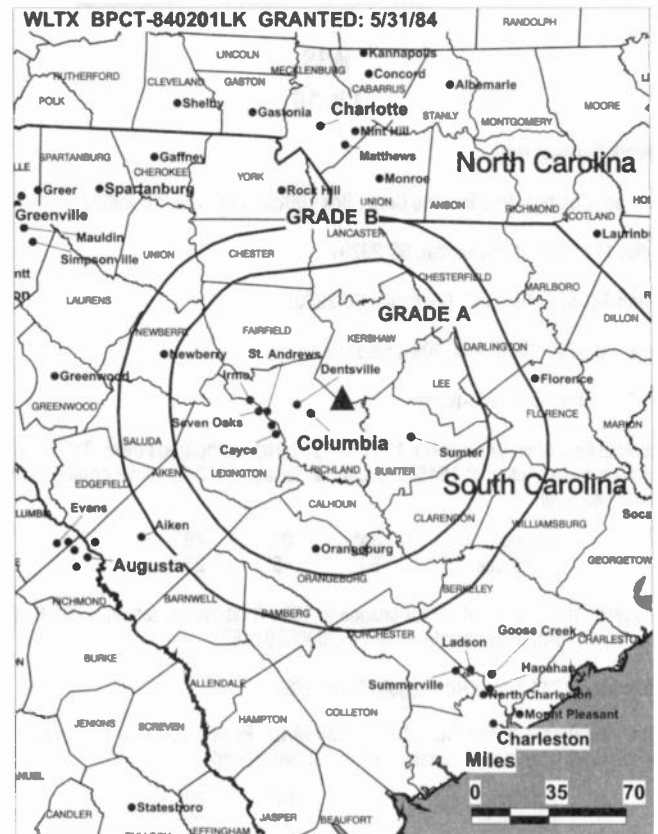 WLTX BPCT-840201LK GRANTED: 5/31/84
RANDOLPH
LINCOLN
Kannapolis
MECKLENBURG
RUTHERFORD
CLEVELAND
GASTON
Concord
CABARRUS
Albemarle
POLK
Shelby
Gastonia
Charlotte
STANLY
MONTGOMERY
MOORE
Mint Hill
Matthews
SPARTANBURG
Gaffney
CHEROKEE
YORK
North Carolina
Greer
Spartanburg
Rock Hill
Monroe
UNION
ANSON
RICHMOND
SCOTLAND
Greenville
GRADE B
LANCASTER
Laurinbu
Mauldin
Simpsonville
UNION
CHESTER
CHESTERFIELD
MARLBORO
LAURENS
DILLON
GRADE A
NEWBERRY
FAIRFIELD
KERSHAW
DARLINGTON
Newberry
St. Andrews
Greenwood
Irmo
Dentsville
LEE
Florence
GREENWOOD
Seven Oaks
FLORENCE
MARION
Columbia
Cayce
Sumter
SALUDA
AIKEN
LEXINGTON
RICHLAND
SUMTER
EDGEFIELD
South Carolina
CALHOUN
CLARENDON
Evans
WILLIAMSBURG
Soca
Aiken
Orangeburg
Augusta
ORANGEBURG
GEORGETOW
RICHMOND
BARNWELL
BERKELEY
BAMBERG
DORCHESTER
BURKE
Ladson
Goose Creek
CHARLESTON
ALLENDALE
Summerville
Hanahan
North Charleston
JENKINS
SCREVEN
HAMPTON
COLLETON
Mount Pleasant
Charleston
Miles
0 35 70
CANDLER
Statesboro
JASPER
BEAUFORT
EFFINGHAM